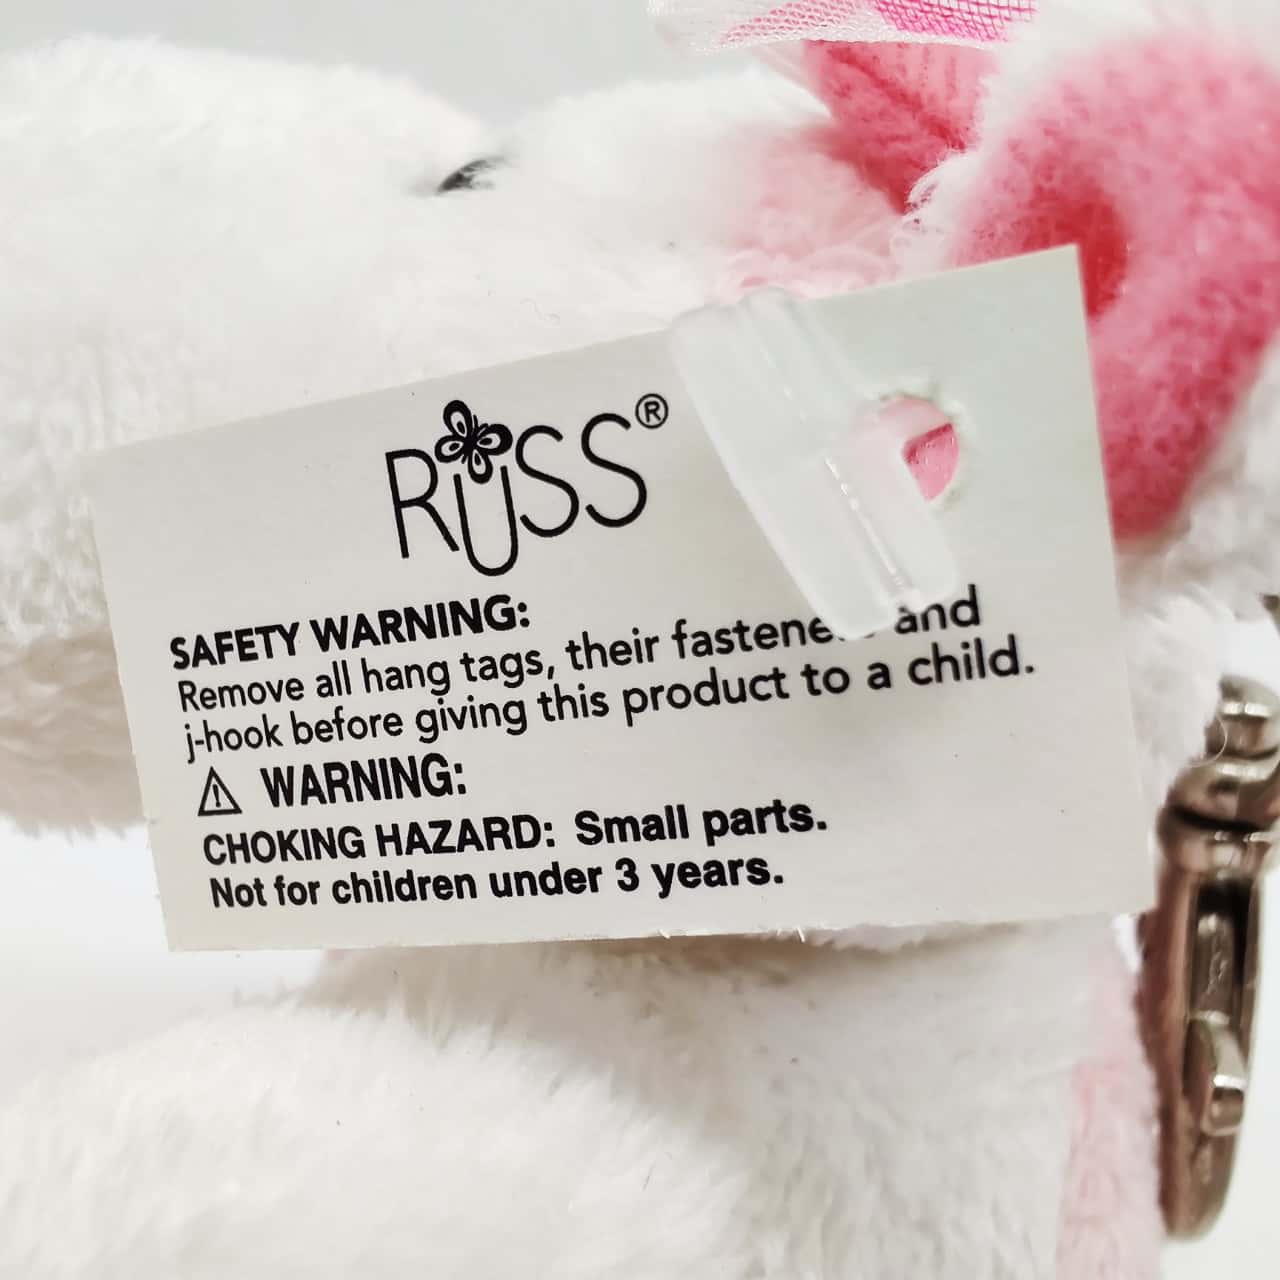 RUSS®
SAFETY WARNING:
Remove all hang tags, their fastene and
j-hook before giving this product to a child.
⚠ WARNING:
CHOKING HAZARD: Small parts.
Not for children under 3 years.